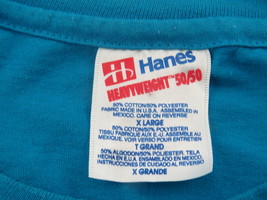 Hanes
HEAVYWEIGHT™ 50/50
50% COTTON/50% POLYESTER
FABRIC MADE IN U.S.A. ASSEMBLED IN
MEXICO. CARE ON REVERSE
X LARGE
50% COTON/50% POLYESTER
TISSU FABRIQUE AUX E.U. ASSEMBLE AU
MEXIQUE. VOIR VERSO POUR ENTRETIEN
T GRAND
50% ALGODON/50% POLIESTER, TELA
HECHA EN E.U.A. ENSAMBLADO EN MEXICO,
INSTRUCCIONES DE CUIDADO AL REVERSO
X GRANDE